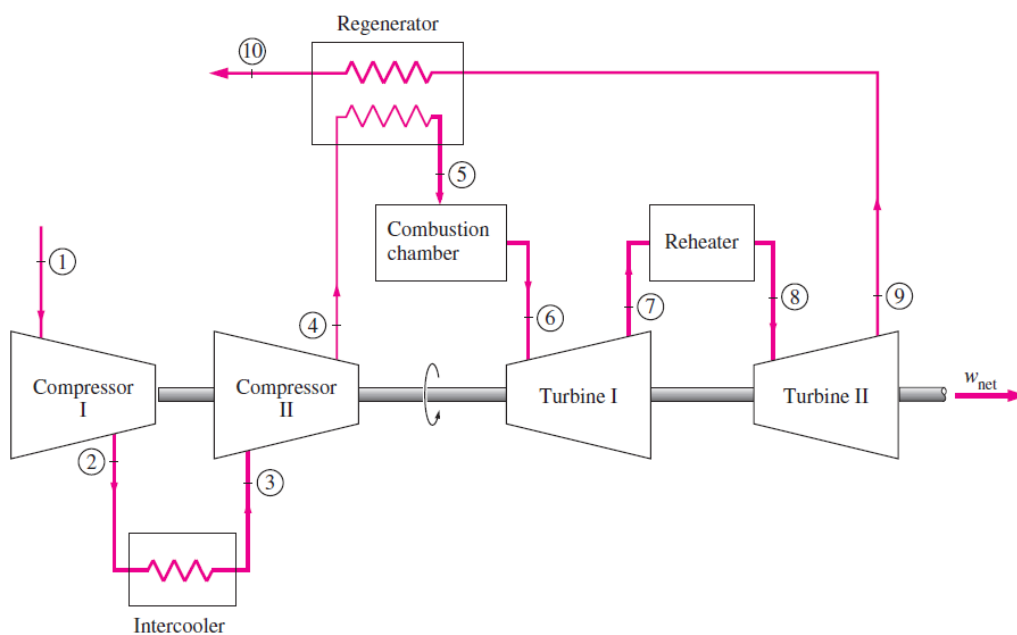 Regenerator
10
5
Combustion
chamber
Reheater
1
4
6
7
8
9
Compressor
I
Compressor
II
Turbine I
Turbine II
wnet
2
3
Intercooler